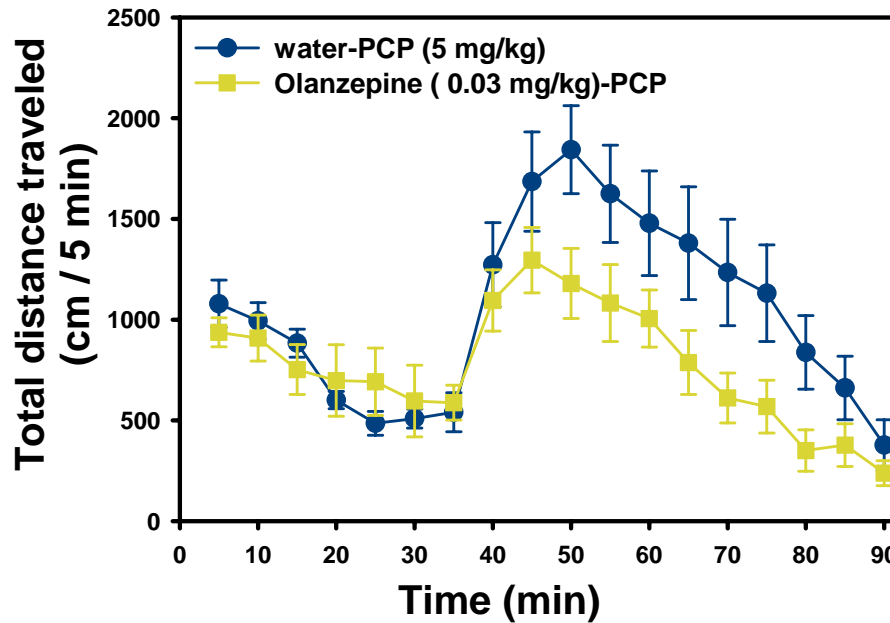 2500
water-PCP (5 mg/kg)
Olanzepine ( 0.03 mg/kg)-PCP
2000
1500
1000
500
0
Total distance traveled
(cm / 5 min)
0 10 20 30 40 50 60 70 80 90
Time (min)